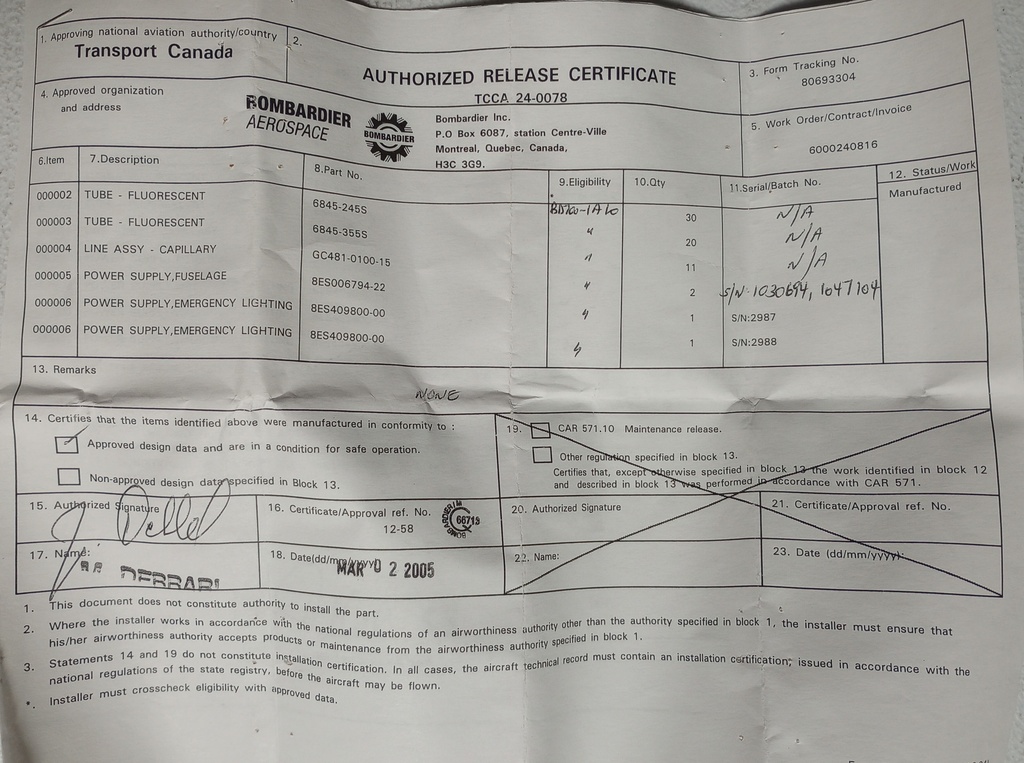 1. Approving national aviation authority/country
Transport Canada
2.
AUTHORIZED RELEASE CERTIFICATE
TCCA 24-0078
3. Form Tracking No.
80693304
4. Approved organization
and address
BOMBARDIER
AEROSPACE
BOMBARDIER
Bombardier Inc.
P.O Box 6087, station Centre-Ville
Montreal, Quebec, Canada,
H3C 3G9.
5. Work Order/Contract/Invoice
6000240816
6.Item 7.Description 8.Part No. 9.Eligibility 10.Qty 11.Serial/Batch No. 12. Status/Work
000002 TUBE - FLUORESCENT 6845-245S BD700-1A10 30 N/A Manufactured
000003 TUBE - FLUORESCENT 6845-355S " 20 N/A
000004 LINE ASSY - CAPILLARY GC481-0100-15 " 11 N/A
000005 POWER SUPPLY,FUSELAGE 8ES006794-22 " 2 S/N: 1030694, 1047104
000006 POWER SUPPLY,EMERGENCY LIGHTING 8ES409800-00 " 1 S/N:2987
000006 POWER SUPPLY,EMERGENCY LIGHTING 8ES409800-00 " 1 S/N:2988
13. Remarks
NONE
14. Certifies that the items identified above were manufactured in conformity to :
Approved design data and are in a condition for safe operation.
Non-approved design data specified in Block 13.
19. CAR 571.10 Maintenance release.
Other regulation specified in block 13.
Certifies that, except otherwise specified in block 13 the work identified in block 12
and described in block 13 was performed in accordance with CAR 571.
15. Authorized Signature
16. Certificate/Approval ref. No.
12-58
BOMBARDIER
66713
20. Authorized Signature
21. Certificate/Approval ref. No.
17. Name:
18. Date(dd/mm/yyyy)
MAR 0 2 2005
22. Name:
23. Date (dd/mm/yyyy):
1. This document does not constitute authority to install the part.
2. Where the installer works in accordance with the national regulations of an airworthiness authority other than the authority specified in block 1, the installer must ensure that
his/her airworthiness authority accepts products or maintenance from the airworthiness authority specified in block 1.
3. Statements 14 and 19 do not constitute installation certification. In all cases, the aircraft technical record must contain an installation certification, issued in accordance with the
national regulations of the state registry, before the aircraft may be flown.
*. Installer must crosscheck eligibility with approved data.